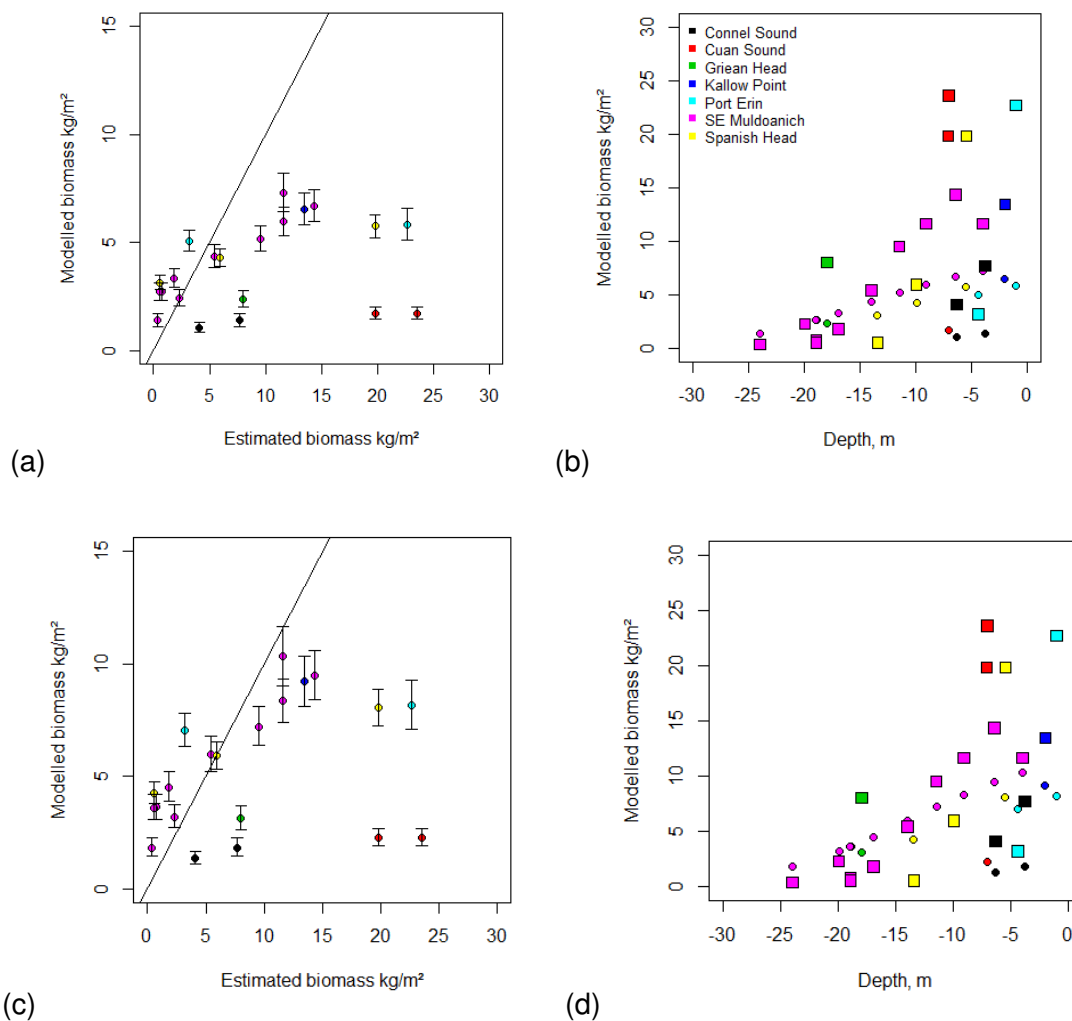 15
10
5
0
Modelled biomass kg/m²
0 5 10 15 20 25 30
Estimated biomass kg/m²
(a)
30
25
20
15
10
5
0
Modelled biomass kg/m²
Connel Sound
Cuan Sound
Griean Head
Kallow Point
Port Erin
SE Muldoanich
Spanish Head
-30 -25 -20 -15 -10 -5 0
Depth, m
(b)
15
10
5
0
Modelled biomass kg/m²
0 5 10 15 20 25 30
Estimated biomass kg/m²
(c)
30
25
20
15
10
5
0
Modelled biomass kg/m²
-30 -25 -20 -15 -10 -5 0
Depth, m
(d)